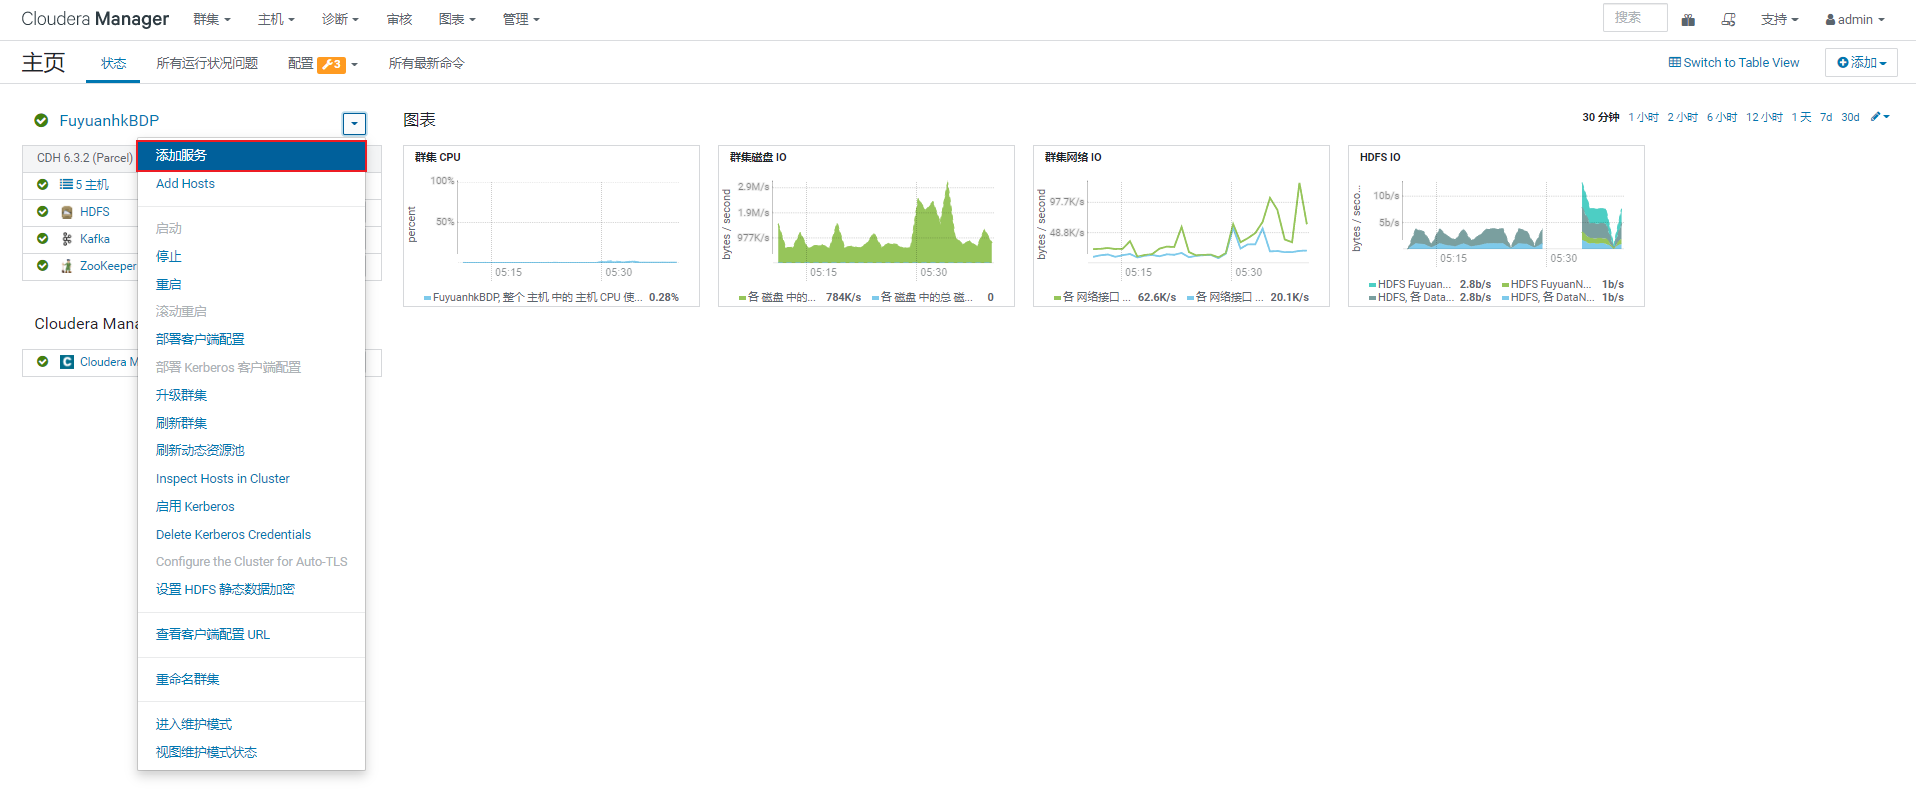 Cloudera Manager 群集 主机 诊断 审核 图表 管理 搜索 支持 admin
主页 状态 所有运行状况问题 配置 3 所有最新命令 Switch to Table View 添加
FuyuanhkBDP
CDH 6.3.2 (Parcel)
5 主机
HDFS
Kafka
ZooKeeper
Cloudera Mana
Cloudera M
添加服务
Add Hosts
启动
停止
重启
滚动重启
部署客户端配置
部署 Kerberos 客户端配置
升级群集
刷新群集
刷新动态资源池
Inspect Hosts in Cluster
启用 Kerberos
Delete Kerberos Credentials
Configure the Cluster for Auto-TLS
设置 HDFS 静态数据加密
查看客户端配置 URL
重命名群集
进入维护模式
视图维护模式状态
图表
30 分钟 1 小时 2 小时 6 小时 12 小时 1 天 7d 30d
群集 CPU
percent
100%
50%
05:15 05:30
FuyuanhkBDP, 整个 主机 中的 主机 CPU 使... 0.28%
群集磁盘 IO
bytes / second
2.9M/s
1.9M/s
977K/s
05:15 05:30
各 磁盘 中的... 784K/s 各 磁盘 中的总 磁... 0
群集网络 IO
bytes / second
97.7K/s
48.8K/s
05:15 05:30
各 网络接口 ... 62.6K/s 各 网络接口 ... 20.1K/s
HDFS IO
bytes / seco...
10b/s
5b/s
05:15 05:30
HDFS Fuyuan... 2.8b/s HDFS FuyuanN... 1b/s
HDFS, 各 Data... 2.8b/s HDFS, 各 DataN... 1b/s